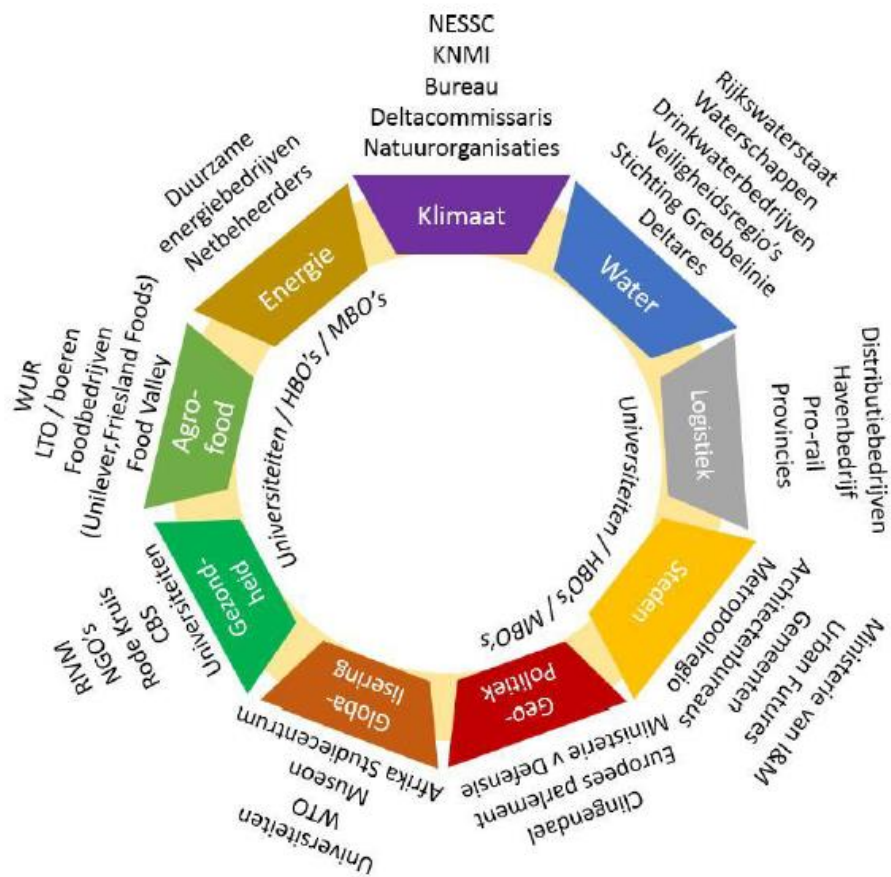 NESSC
KNMI
Bureau
Deltacommissaris
Natuurorganisaties
Klimaat
Rijkswaterstaat
Waterschappen
Drinkwaterbedrijven
Veiligheidsregio's
Stichting Grebbelinie
Deltares
Water
Distributiebedrijven
Havenbedrijf
Pro-rail
Provincies
Logistiek
Steden
Metropoolregio
Architectenbureaus
Gemeenten
Urban Futures
Ministerie van I&M
Geo-
Politiek
Ministerie v Defensie
Europees parlement
Clingendael
Globa-
lisering
Afrika Studiecentrum
Museon
WTO
Universiteiten
Gezond-
heid
Universiteiten
CBS
Rode Kruis
NGO's
RIVM
Agro-
food
WUR
LTO / boeren
Foodbedrijven
(Unilever,Friesland Foods)
Food Valley
Energie
Duurzame
energiebedrijven
Netbeheerders
Universiteiten / HBO's / MBO's
Universiteiten / HBO's / MBO's